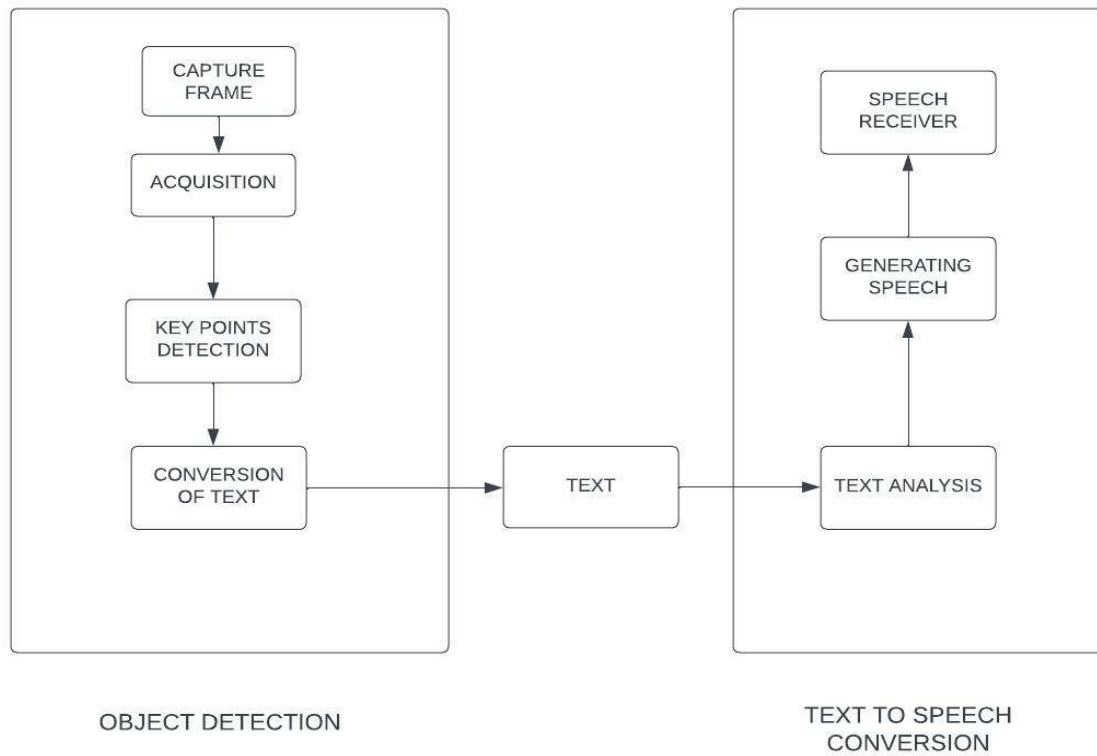 CAPTURE
FRAME
ACQUISITION
KEY POINTS
DETECTION
CONVERSION
OF TEXT
TEXT
SPEECH
RECEIVER
GENERATING
SPEECH
TEXT ANALYSIS
OBJECT DETECTION
TEXT TO SPEECH
CONVERSION